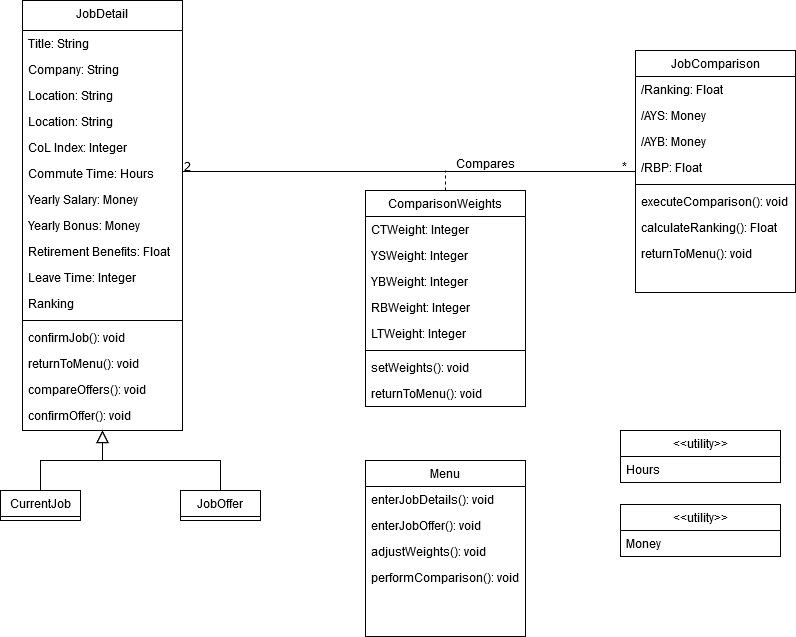 JobDetail
Title: String
Company: String
Location: String
Location: String
CoL Index: Integer
Commute Time: Hours
Yearly Salary: Money
Yearly Bonus: Money
Retirement Benefits: Float
Leave Time: Integer
Ranking
confirmJob(): void
returnToMenu(): void
compareOffers(): void
confirmOffer(): void
CurrentJob
JobOffer
2
Compares
*
ComparisonWeights
CTWeight: Integer
YSWeight: Integer
YBWeight: Integer
RBWeight: Integer
LTWeight: Integer
setWeights(): void
returnToMenu(): void
Menu
enterJobDetails(): void
enterJobOffer(): void
adjustWeights(): void
performComparison(): void
JobComparison
/Ranking: Float
/AYS: Money
/AYB: Money
/RBP: Float
executeComparison(): void
calculateRanking(): Float
returnToMenu(): void
<<utility>>
Hours
<<utility>>
Money